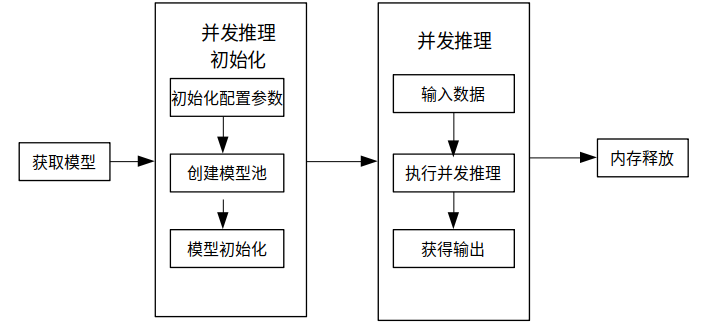 获取模型
并发推理
初始化
初始化配置参数
创建模型池
模型初始化
并发推理
输入数据
执行并发推理
获得输出
内存释放